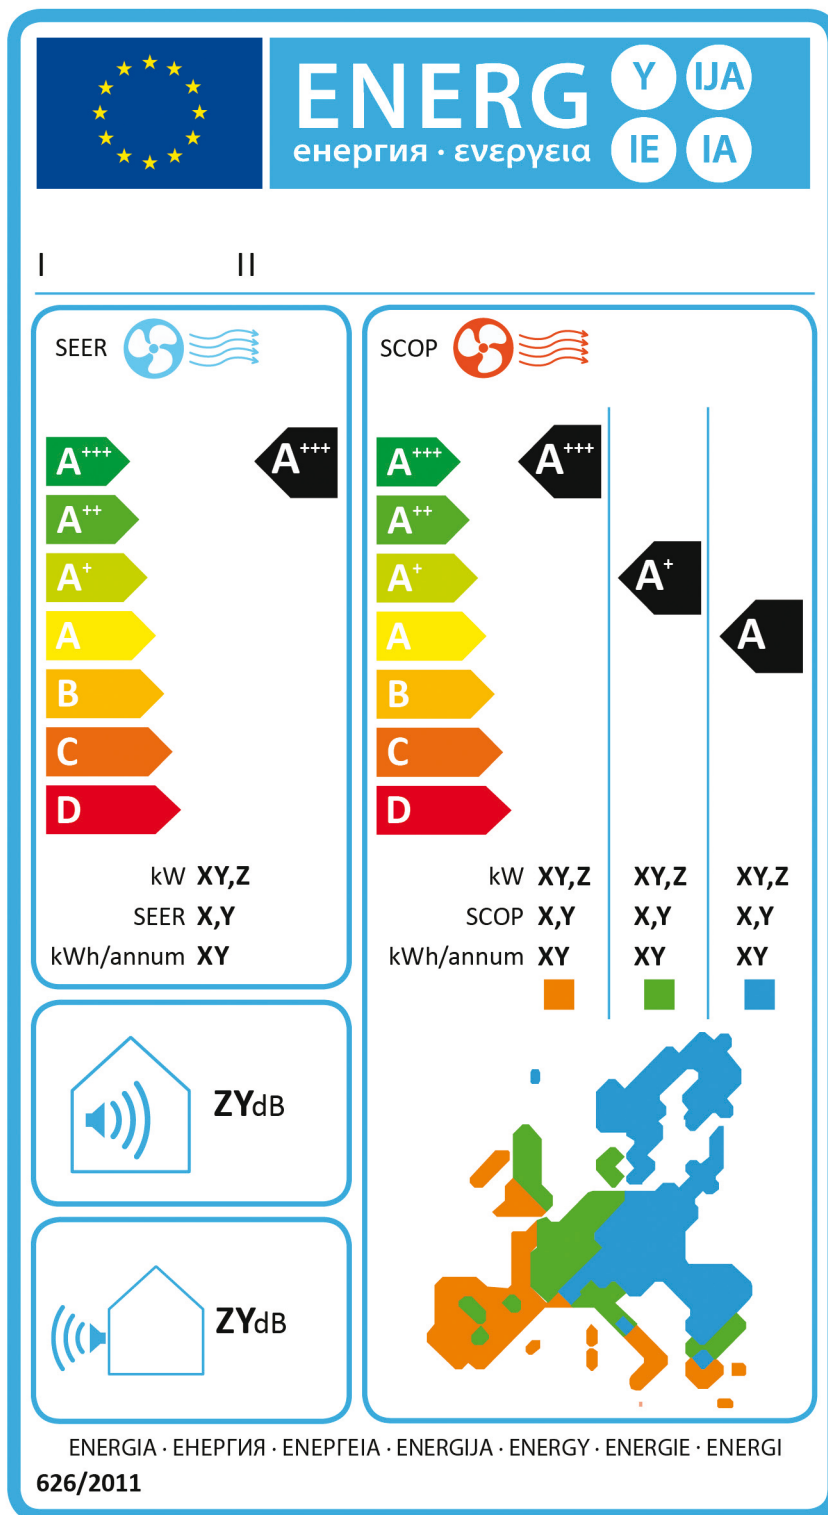 ENERG
енергия · ενεργεια
Y IJA
IE IA
I II
SEER
A+++
A++
A+
A
B
C
D
A+++
kW XY,Z
SEER X,Y
kWh/annum XY
SCOP
A+++
A++
A+
A
B
C
D
A+++
A+
A
kW XY,Z XY,Z XY,Z
SCOP X,Y X,Y X,Y
kWh/annum XY XY XY
ZYdB
ZYdB
ENERGIA · ЕНЕРГИЯ · ΕΝΕΡΓΕΙΑ · ENERGIJA · ENERGY · ENERGIE · ENERGI
626/2011